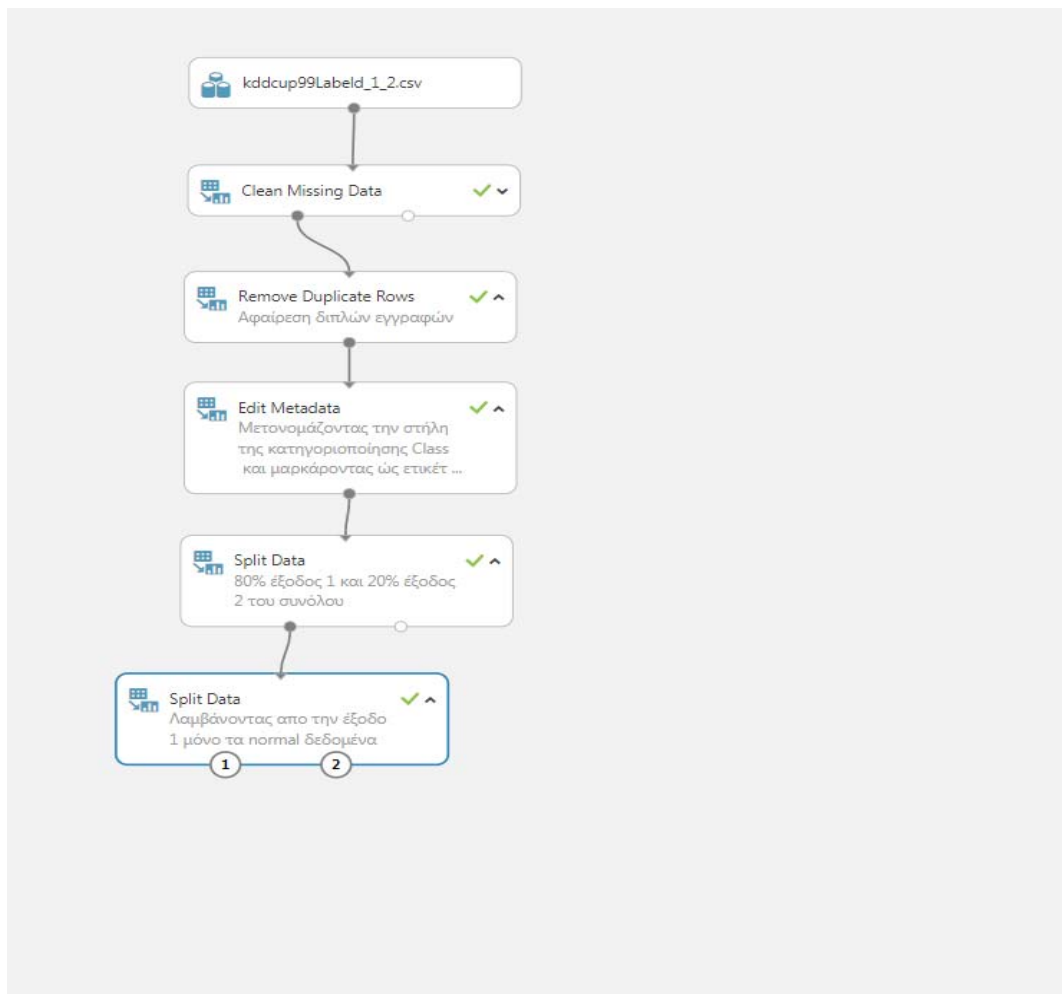 kddcup99Labeld_1_2.csv
Clean Missing Data
Remove Duplicate Rows
Αφαίρεση διπλών εγγραφών
Edit Metadata
Μετονομάζοντας την στήλη
της κατηγοριοποίησης Class
και μαρκάροντας ώς ετικέτ ...
Split Data
80% έξοδος 1 και 20% έξοδος
2 του συνόλου
Split Data
Λαμβάνοντας απο την έξοδο
1 μόνο τα normal δεδομένα
1 2